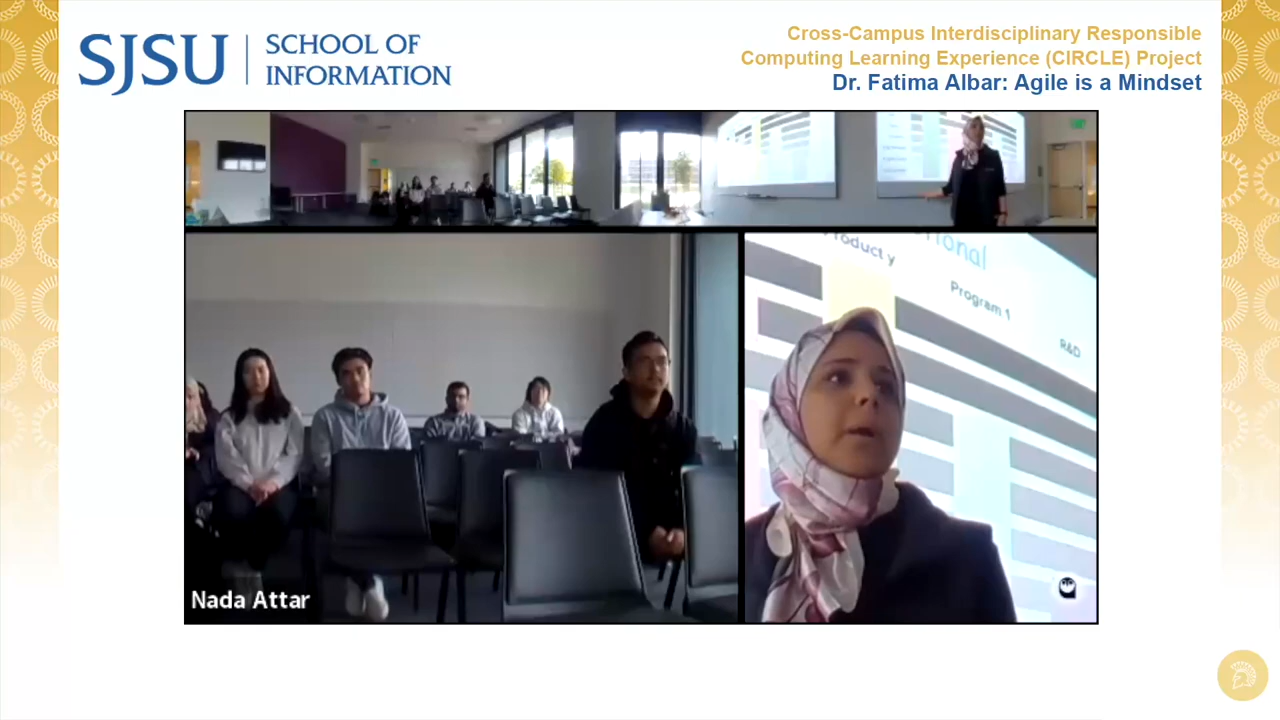 SJSU
SCHOOL OF
INFORMATION
Cross-Campus Interdisciplinary Responsible
Computing Learning Experience (CIRCLE) Project
Dr. Fatima Albar: Agile is a Mindset
Product y
Program 1
R&D
Nada Attar